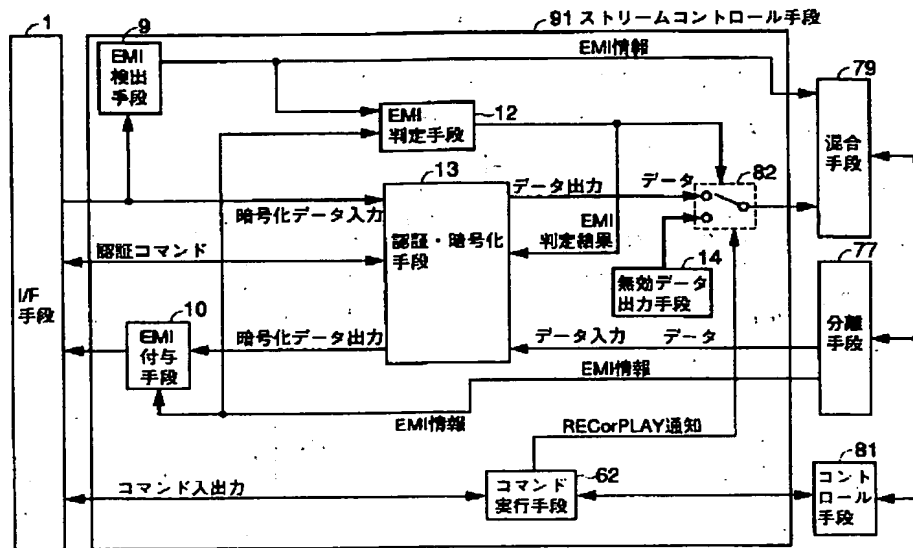 1
91 ストリームコントロール手段
9
EMI
検出
手段
EMI情報
79
混合
手段
EMI
判定手段
12
13
データ出力
データ
82
暗号化データ入力
EMI
判定結果
認証・暗号化
手段
認証コマンド
14
無効データ
出力手段
77
分離
手段
I/F
手段
10
EMI
付与
手段
暗号化データ出力
データ入力
データ
EMI情報
EMI情報
RECorPLAY通知
81
コント
ロール
手段
コマンド入出力
コマンド
実行手段
62